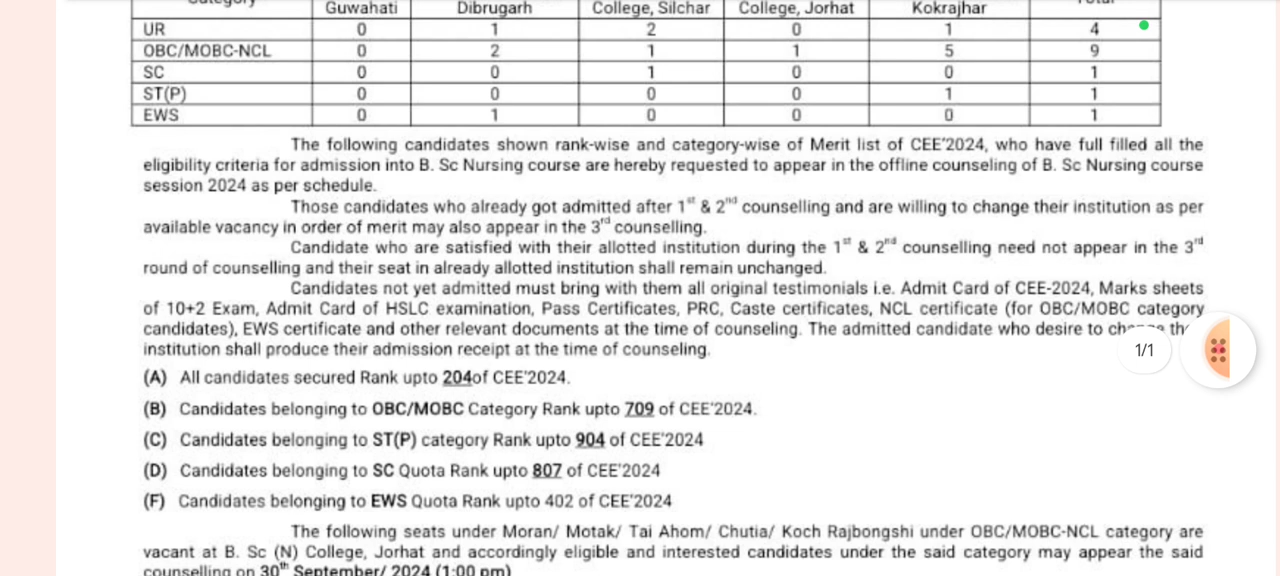 Category Guwahati Dibrugarh College, Silchar College, Jorhat Kokrajhar Total
UR 0 1 2 0 1 4
OBC/MOBC-NCL 0 2 1 1 5 9
SC 0 0 1 0 0 1
ST(P) 0 0 0 0 1 1
EWS 0 1 0 0 0 1
The following candidates shown rank-wise and category-wise of Merit list of CEE'2024, who have full filled all the
eligibility criteria for admission into B. Sc Nursing course are hereby requested to appear in the offline counseling of B. Sc Nursing course
session 2024 as per schedule.
Those candidates who already got admitted after 1st & 2nd counselling and are willing to change their institution as per
available vacancy in order of merit may also appear in the 3rd counselling.
Candidate who are satisfied with their allotted institution during the 1st & 2nd counselling need not appear in the 3rd
round of counselling and their seat in already allotted institution shall remain unchanged.
Candidates not yet admitted must bring with them all original testimonials i.e. Admit Card of CEE-2024, Marks sheets
of 10+2 Exam, Admit Card of HSLC examination, Pass Certificates, PRC, Caste certificates, NCL certificate (for OBC/MOBC category
candidates), EWS certificate and other relevant documents at the time of counseling. The admitted candidate who desire to
institution shall produce their admission receipt at the time of counseling.
1/1
(A) All candidates secured Rank upto 204of CEE'2024.
(B) Candidates belonging to OBC/MOBC Category Rank upto 709 of CEE'2024.
(C) Candidates belonging to ST(P) category Rank upto 904 of CEE'2024
(D) Candidates belonging to SC Quota Rank upto 807 of CEE'2024
(F) Candidates belonging to EWS Quota Rank upto 402 of CEE'2024
The following seats under Moran/ Motak/ Tai Ahom/ Chutia/ Koch Rajbongshi under OBC/MOBC-NCL category are
vacant at B. Sc (N) College, Jorhat and accordingly eligible and interested candidates under the said category may appear the said
counselling on 30th September/ 2024 (1:00 pm)